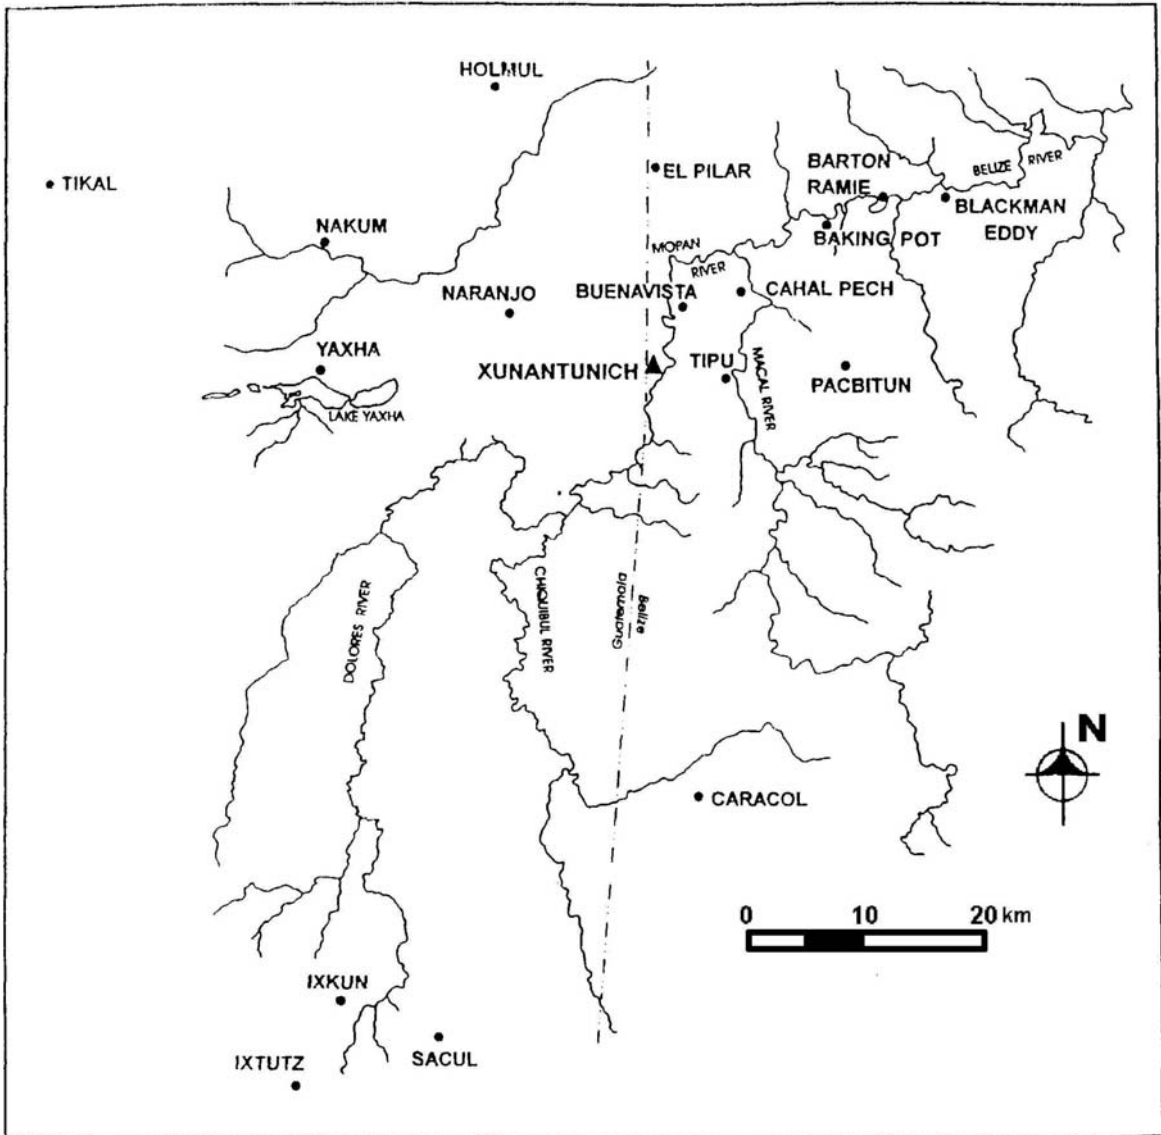 HOLMUL
TIKAL
EL PILAR
BARTON
RAMIE
BELIZE RIVER
BLACKMAN
EDDY
NAKUM
BAKING POT
MOPAN
RIVER
NARANJO
BUENAVISTA
CAHAL PECH
YAXHA
XUNANTUNICH
TIPU
MACAL RIVER
PACBITUN
LAKE YAXHA
DOLORES RIVER
CHIQUIBUL RIVER
Guatemala
Belize
N
CARACOL
0 10 20 km
IXKUN
SACUL
IXTUTZ